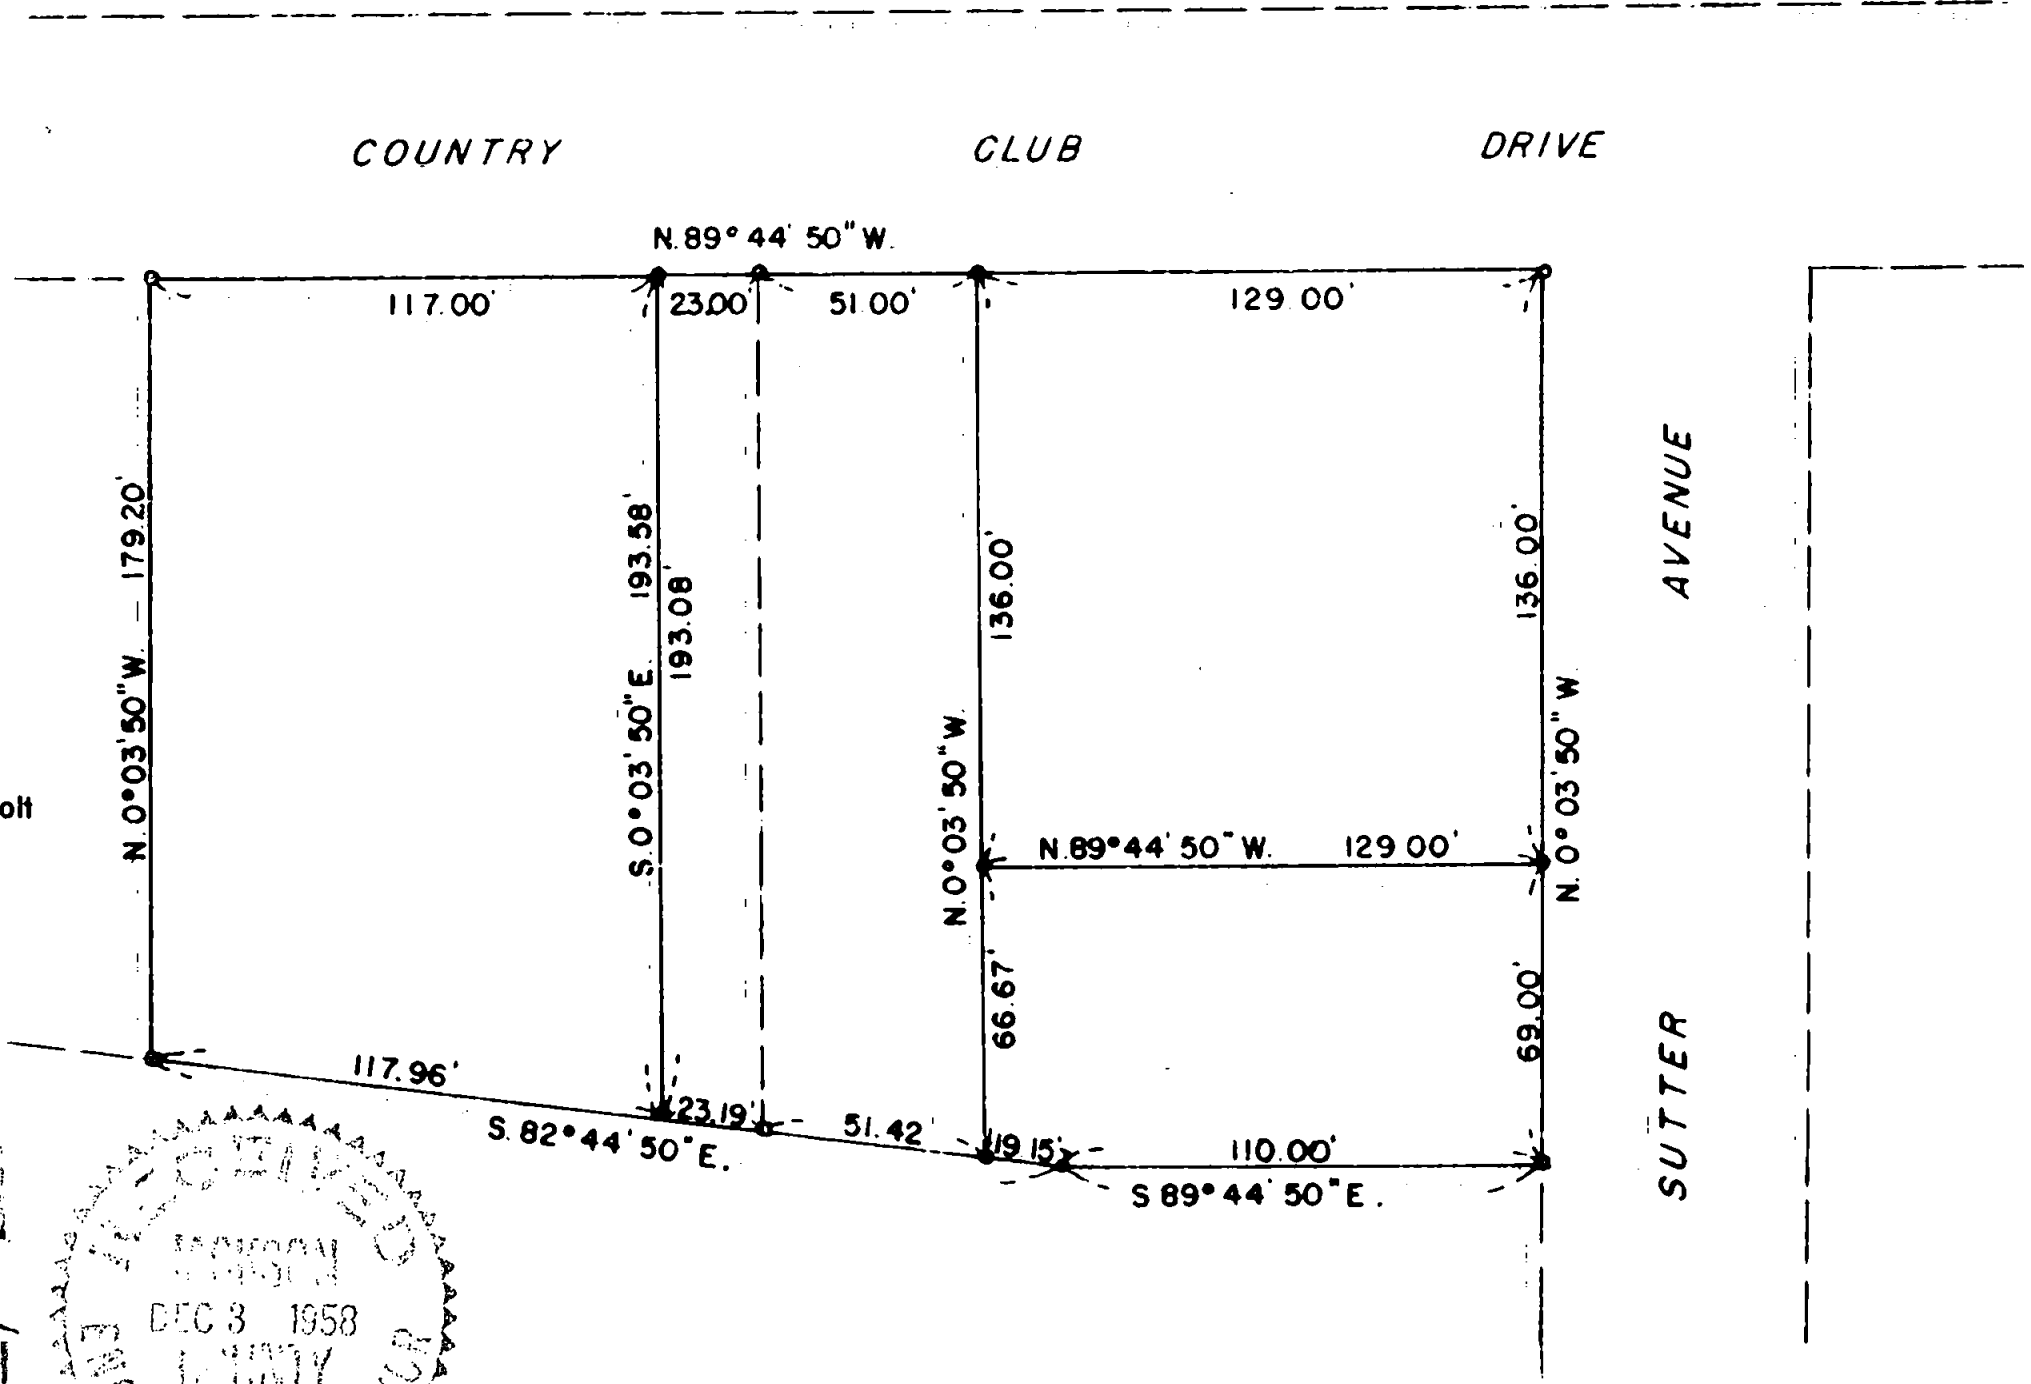 COUNTRY CLUB DRIVE
N. 89° 44' 50" W.
117.00'
23.00'
51.00'
129.00'
N. 0° 03' 50" W. — 179.20'
S. 0° 03' 50" E. 193.58'
193.08'
N. 0° 03' 50" W.
136.00'
136.00'
N. 0° 03' 50" W
AVENUE
olt
N. 89° 44' 50" W. 129.00'
66.67'
69.00'
SUTTER
117.96'
23.19'
51.42'
19.15'
110.00'
S. 82° 44' 50" E.
S 89° 44' 50" E.
RECEIVED
JACKSON
DEC 3 1958
COUNTY